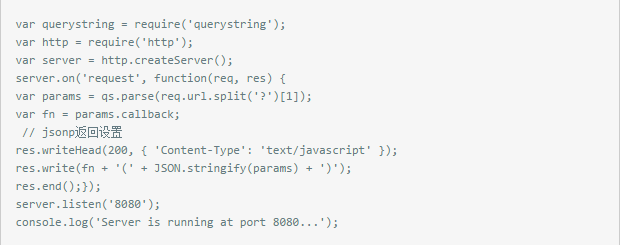 var querystring = require('querystring');
var http = require('http');
var server = http.createServer();
server.on('request', function(req, res) {
var params = qs.parse(req.url.split('?')[1]);
var fn = params.callback;
// jsonp返回设置
res.writeHead(200, { 'Content-Type': 'text/javascript' });
res.write(fn + '(' + JSON.stringify(params) + ')');
res.end();});
server.listen('8080');
console.log('Server is running at port 8080...');